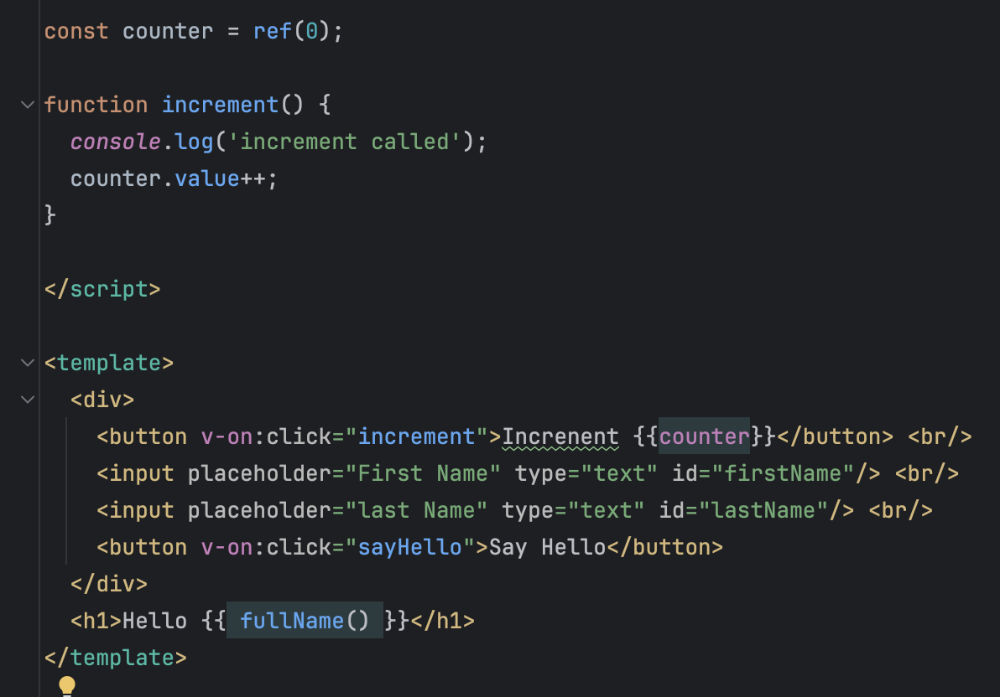 const counter = ref(0);
function increment() {
console.log('increment called');
counter.value++;
}
</script>
<template>
<div>
<button v-on:click="increment">Increnent {{counter}}</button> <br/>
<input placeholder="First Name" type="text" id="firstName"/> <br/>
<input placeholder="last Name" type="text" id="lastName"/> <br/>
<button v-on:click="sayHello">Say Hello</button>
</div>
<h1>Hello {{ fullName() }}</h1>
</template>